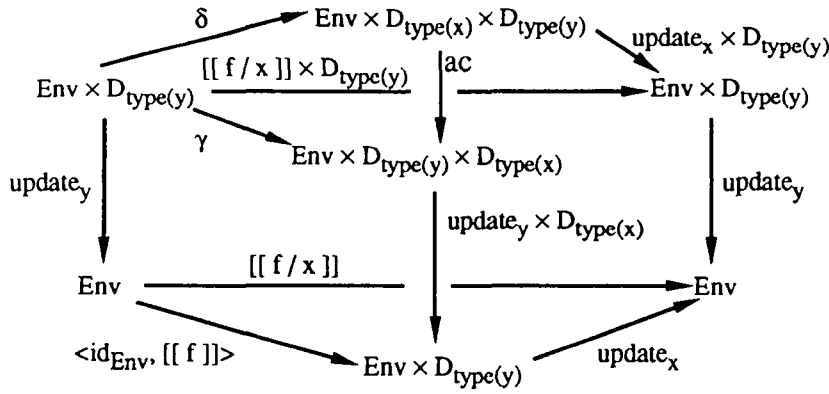 δ
Env × D_type(x) × D_type(y)
update_x × D_type(y)
[[ f / x ]] × D_type(y)
ac
Env × D_type(y)
Env × D_type(y)
γ
Env × D_type(y) × D_type(x)
update_y
update_y × D_type(x)
update_y
Env
[[ f / x ]]
Env
<id_Env, [[ f ]]>
Env × D_type(y)
update_x